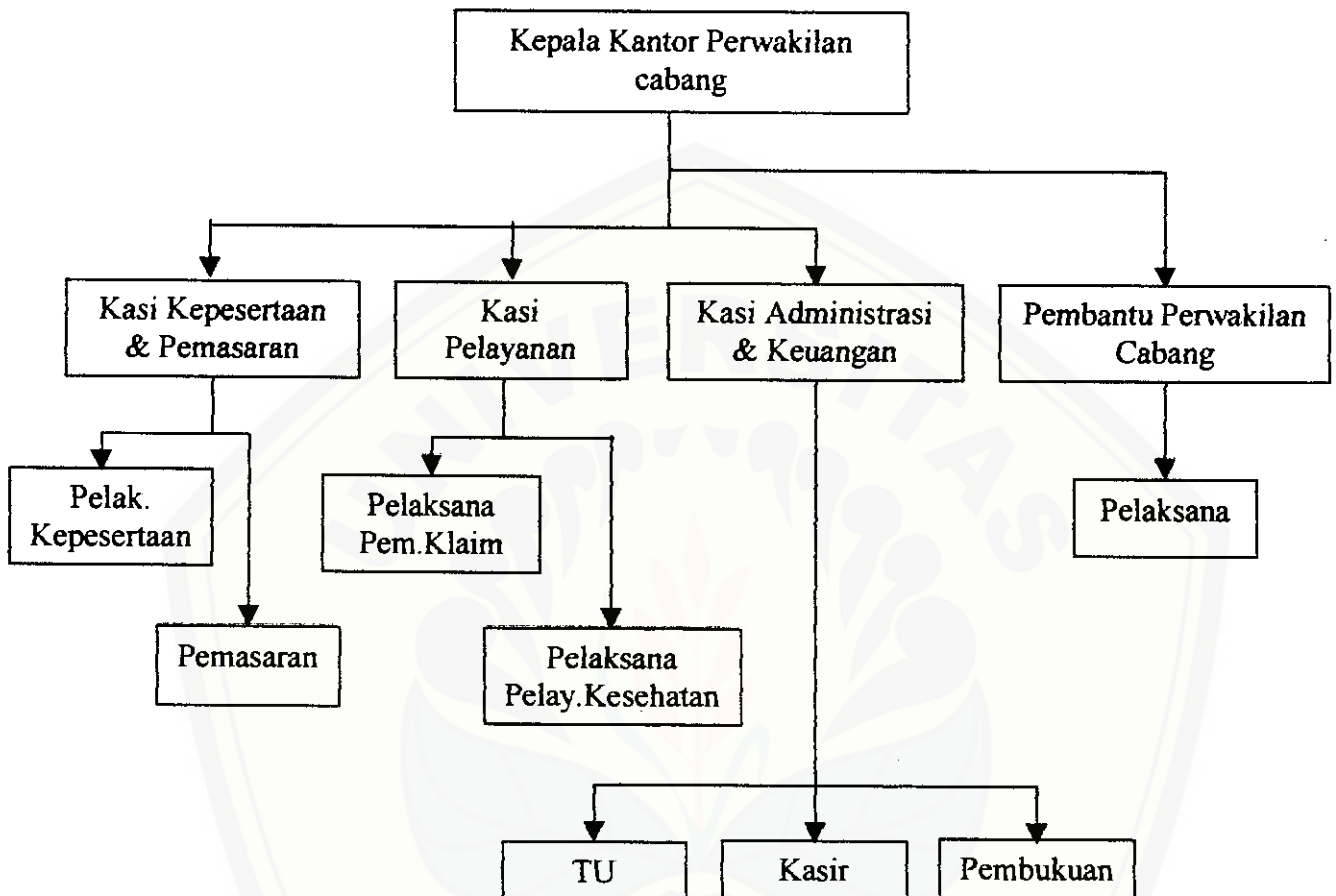 Kepala Kantor Perwakilan
cabang
Kasi Kepesertaan
& Pemasaran
Kasi
Pelayanan
Kasi Administrasi
& Keuangan
Pembantu Perwakilan
Cabang
Pelak.
Kepesertaan
Pelaksana
Pem.Klaim
Pelaksana
Pemasaran
Pelaksana
Pelay.Kesehatan
TU
Kasir
Pembukuan
UNIVERSITAS